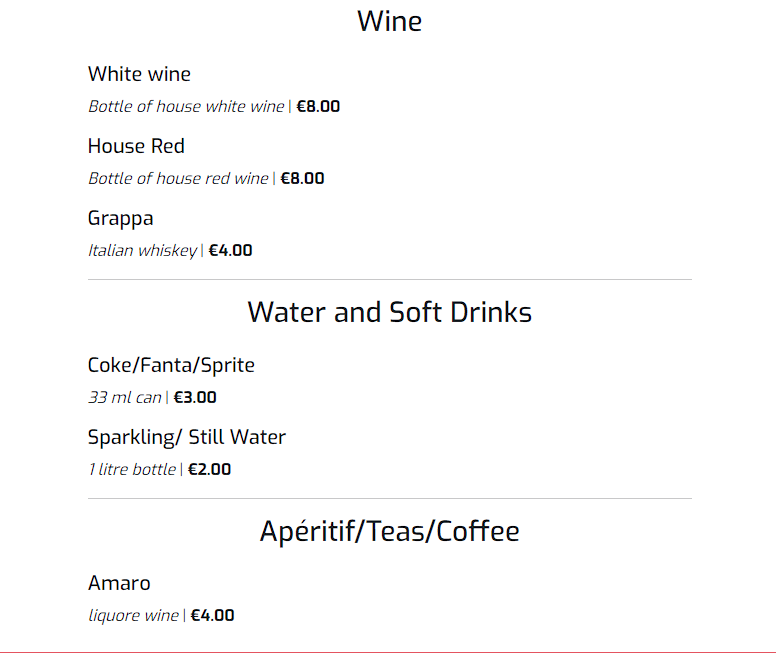 Wine
White wine
Bottle of house white wine | €8.00
House Red
Bottle of house red wine | €8.00
Grappa
Italian whiskey | €4.00
Water and Soft Drinks
Coke/Fanta/Sprite
33 ml can | €3.00
Sparkling/ Still Water
1 litre bottle | €2.00
Apéritif/Teas/Coffee
Amaro
liquore wine | €4.00